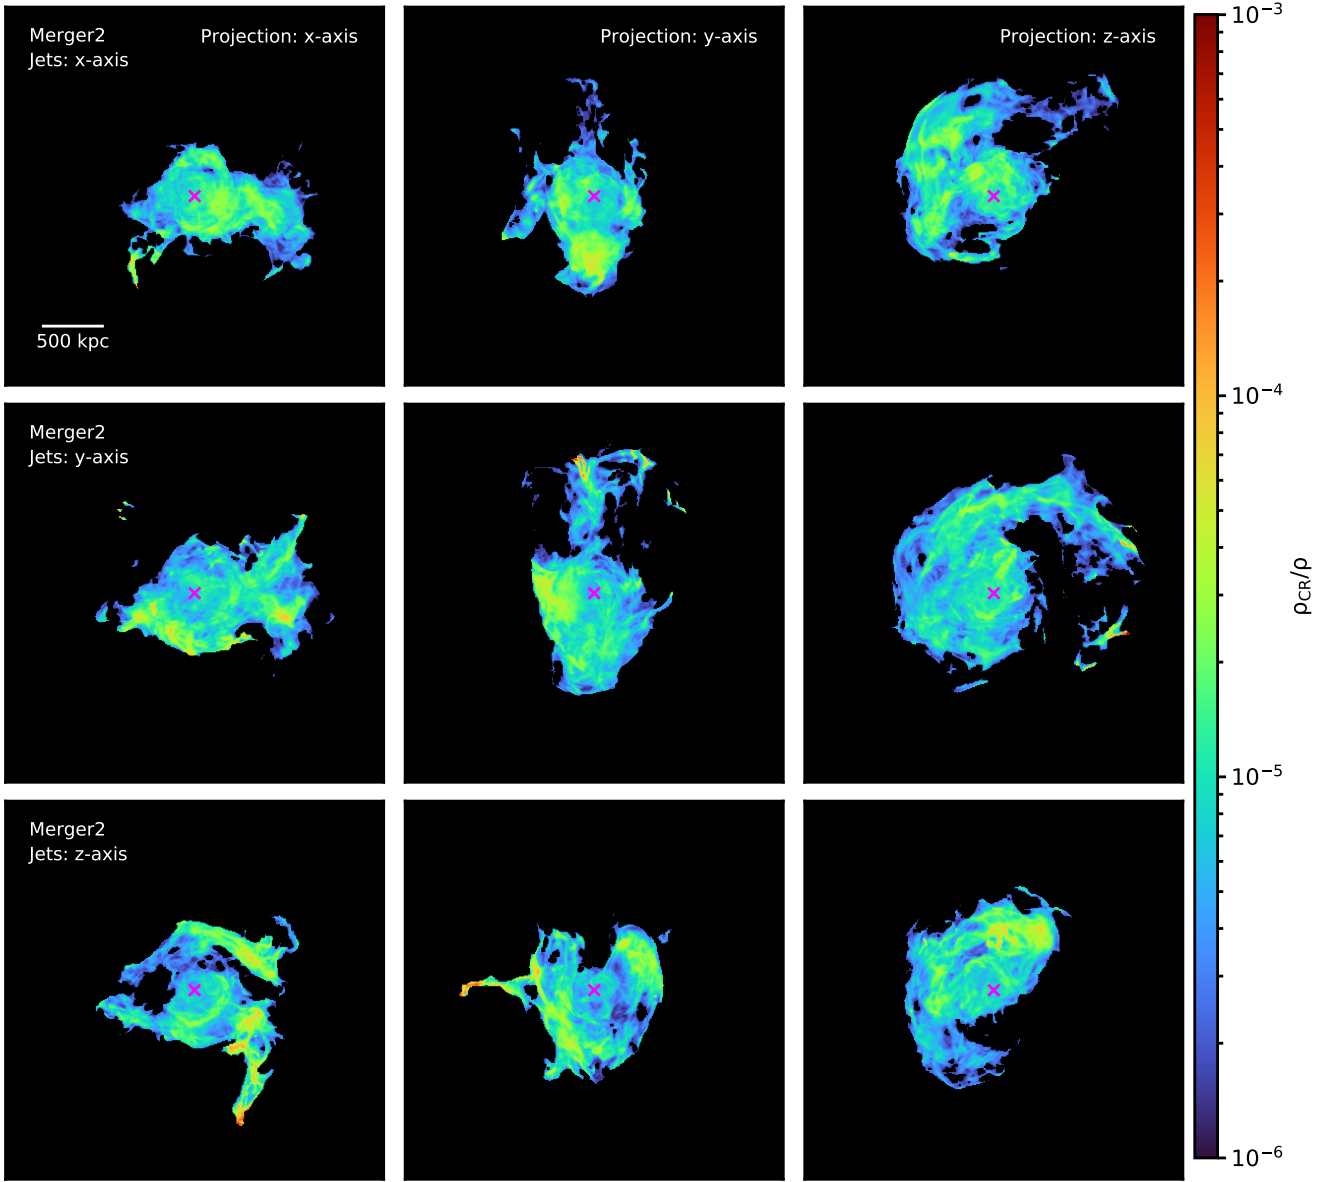 Merger2
Jets: x-axis
Projection: x-axis
Projection: y-axis
Projection: z-axis
500 kpc
Merger2
Jets: y-axis
Merger2
Jets: z-axis
10⁻³
10⁻⁴
10⁻⁵
10⁻⁶
ρCR/ρ